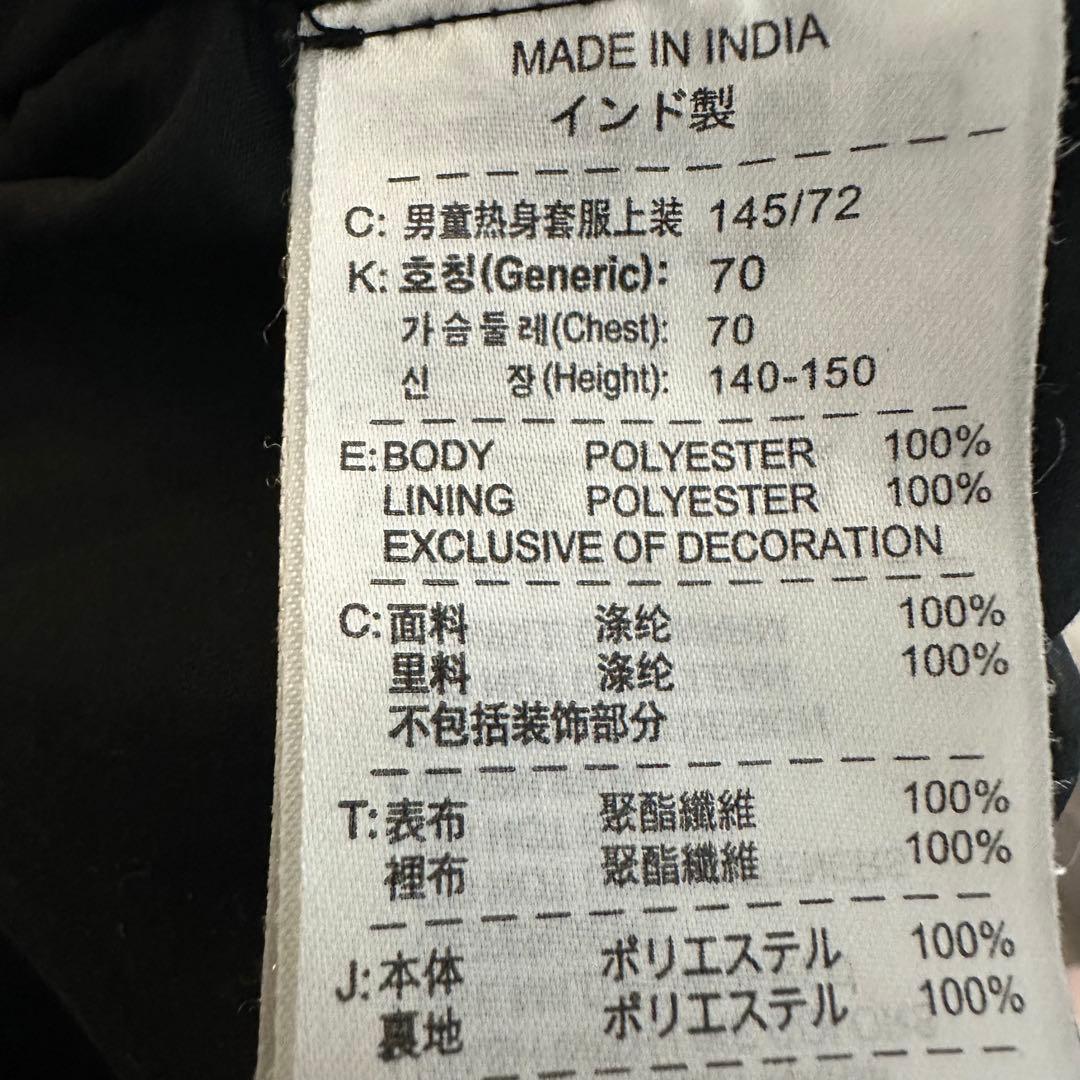 MADE IN INDIA
インド製
C: 男童热身套服上装 145/72
K: 호칭(Generic): 70
가슴둘레(Chest): 70
신 장(Height): 140-150
E: BODY POLYESTER 100%
LINING POLYESTER 100%
EXCLUSIVE OF DECORATION
C: 面料 涤纶 100%
里料 涤纶 100%
不包括装饰部分
T: 表布 聚酯纖維 100%
裡布 聚酯纖維 100%
J: 本体 ポリエステル 100%
裏地 ポリエステル 100%